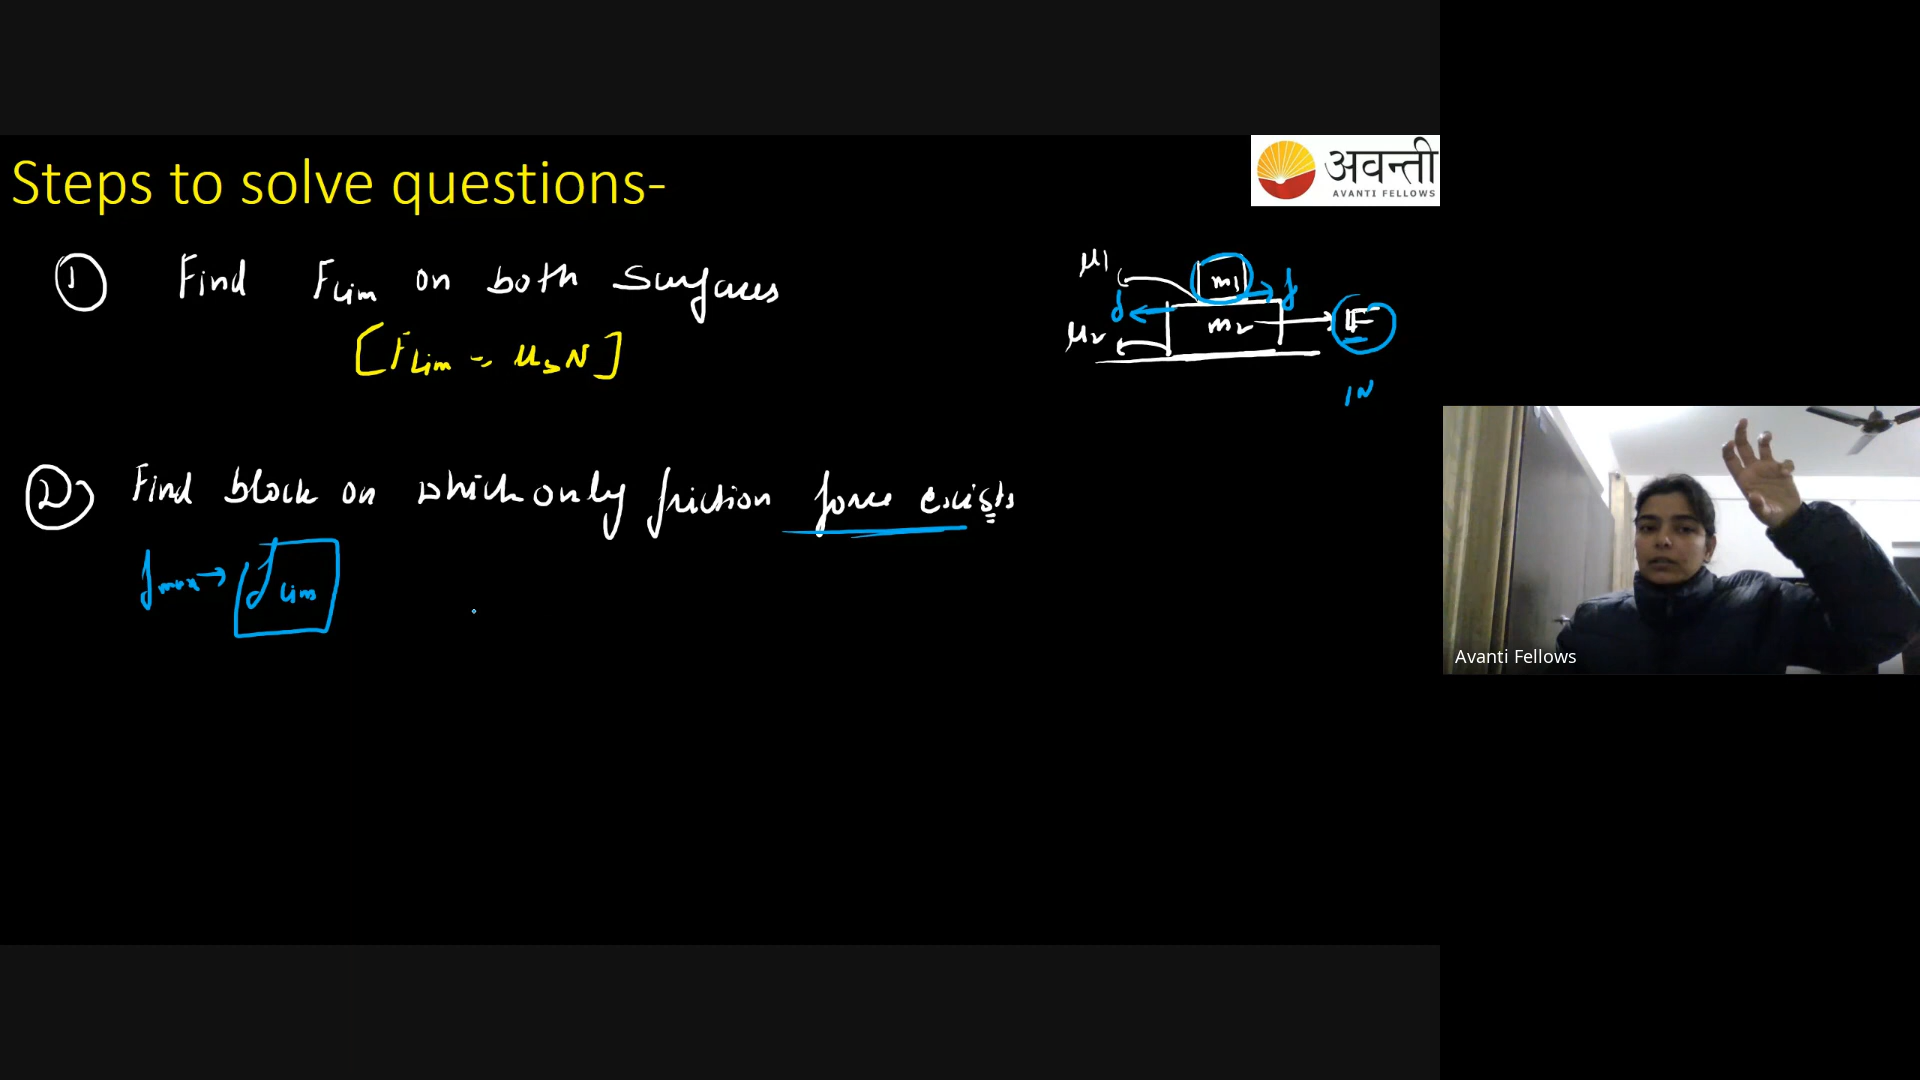 Steps to solve questions-
अवन्ती
AVANTI FELLOWS
① Find FLim on both Surfaces
[FLim = μsN]
μ1
m1
f
f
m2
F
μ2
1N
② Find block on which only friction force exists
fmax → fLim
Avanti Fellows